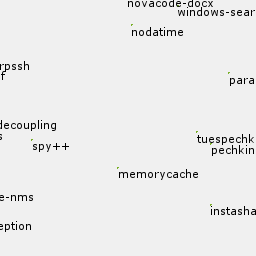 novacode-docx
windows-sear
nodatime
rpssh
f
para
decoupling
s
tuespechk
spy++
pechkin
memorycache
e-nms
instasha
eption